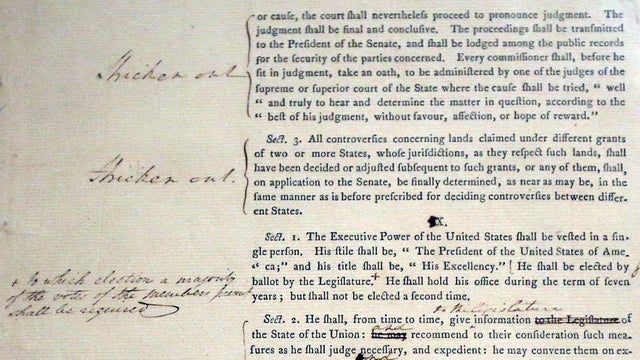 or cauſe, the court ſhall nevertheleſs proceed to pronounce judgment. The
judgment ſhall be final and concluſive. The proceedings ſhall be tranſmitted
to the Preſident of the Senate, and ſhall be lodged among the public records
for the ſecurity of the parties concerned. Every commiſſioner ſhall, before he
ſit in judgment, take an oath, to be adminiſtered by one of the judges of the
ſupreme or ſuperior court of the State where the cauſe ſhall be tried, “ well
“ and truly to hear and determine the matter in queſtion, according to the
“ beſt of his judgment, without favour, affection, or hope of reward.”
Stricken out
Sect. 3. All controverſies concerning lands claimed under different grants
of two or more States, whoſe juriſdictions, as they reſpect ſuch lands, ſhall
have been decided or adjuſted ſubſequent to ſuch grants, or any of them, ſhall,
on application to the Senate, be finally determined, as near as may be, in the
ſame manner as is before preſcribed for deciding controverſies between differ-
ent States.
Stricken out.
X.
Sect. 1. The Executive Power of the United States ſhall be veſted in a ſin-
gle perſon. His ſtile ſhall be, “ The Preſident of the United States of Ame-
“ ca;” and his title ſhall be, “ His Excellency.” [ He ſhall be elected by
ballot by the Legiſlature.+ He ſhall hold his office during the term of ſeven
years ; but ſhall not be elected a ſecond time.
+ to which election a majority
of the votes of the members present
shall be required
to the legislature
Sect. 2. He ſhall, from time to time, give information to the Legiſlature of
and
the State of the Union : he may recommend to their conſideration ſuch mea-
ſures as he ſhall judge neceſſary, and expedient : he may convene them on ex-
and